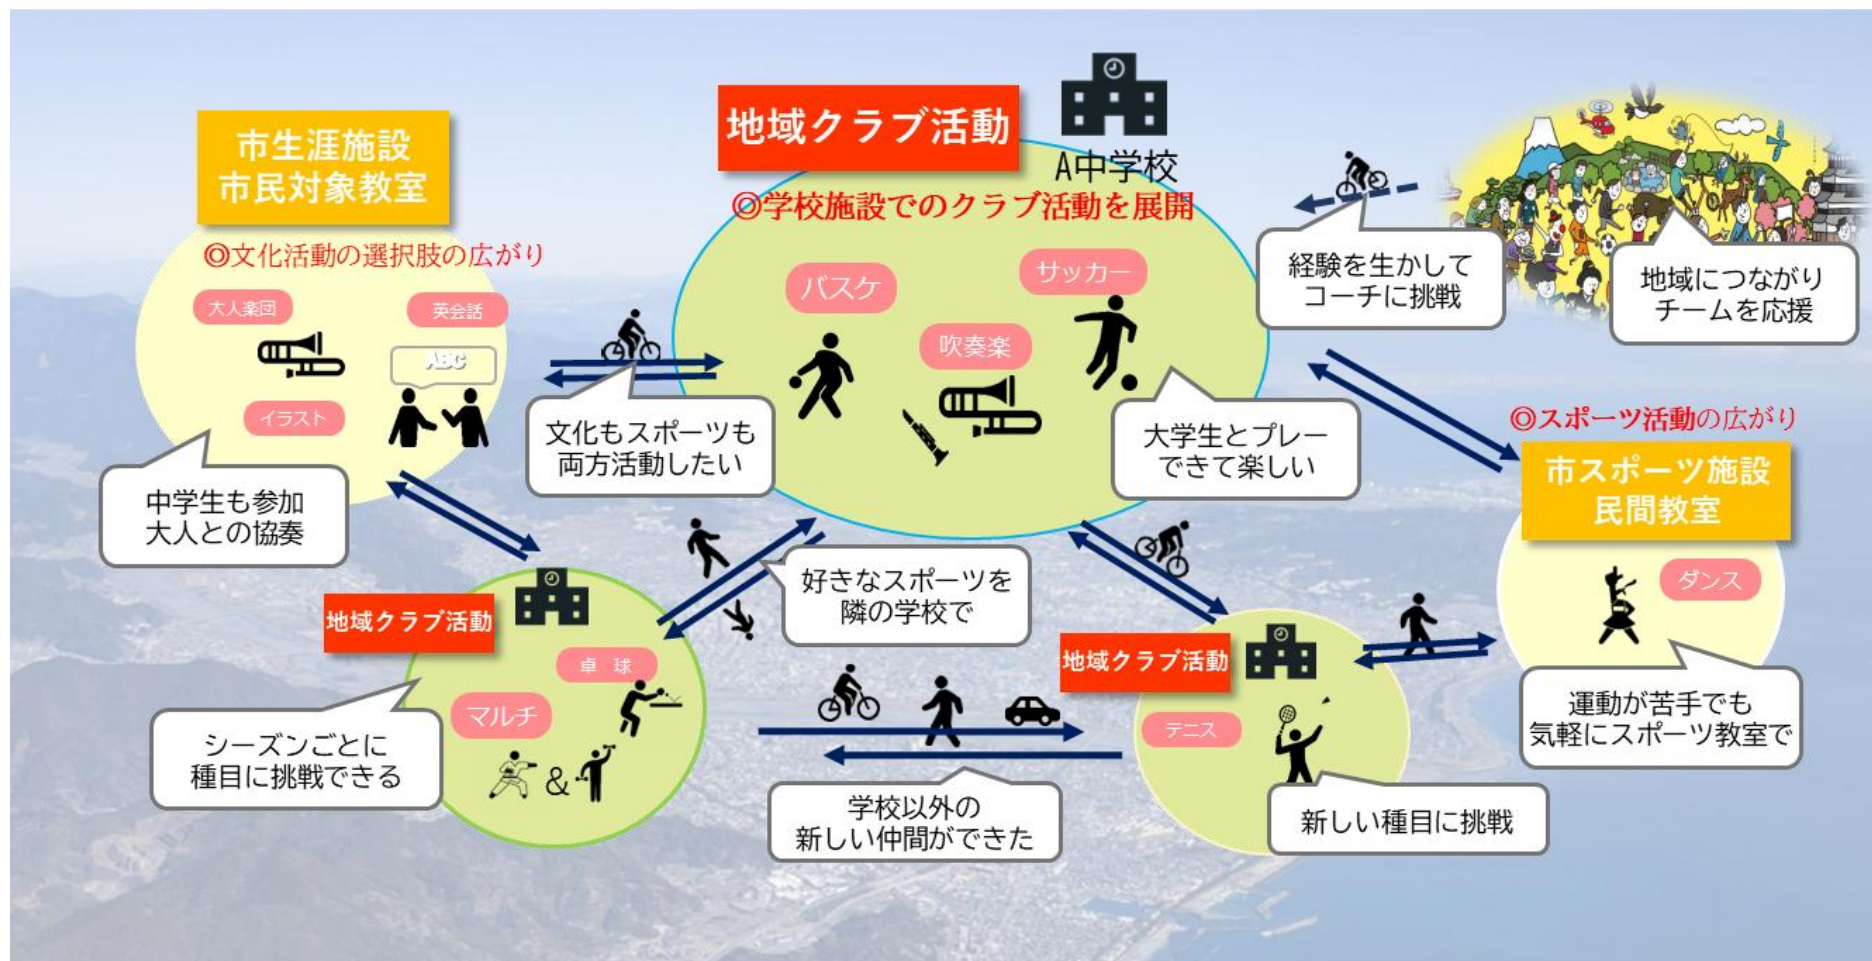 地域クラブ活動
A中学校
◎学校施設でのクラブ活動を展開
バスケ
サッカー
吹奏楽
大学生とプレー
できて楽しい
市生涯施設
市民対象教室
◎文化活動の選択肢の広がり
大人楽団
英会話
ABC
イラスト
中学生も参加
大人との協奏
文化もスポーツも
両方活動したい
経験を生かして
コーチに挑戦
地域につながり
チームを応援
◎スポーツ活動の広がり
市スポーツ施設
民間教室
ダンス
運動が苦手でも
気軽にスポーツ教室で
好きなスポーツを
隣の学校で
地域クラブ活動
卓 球
マルチ
&
シーズンごとに
種目に挑戦できる
学校以外の
新しい仲間ができた
地域クラブ活動
テニス
新しい種目に挑戦